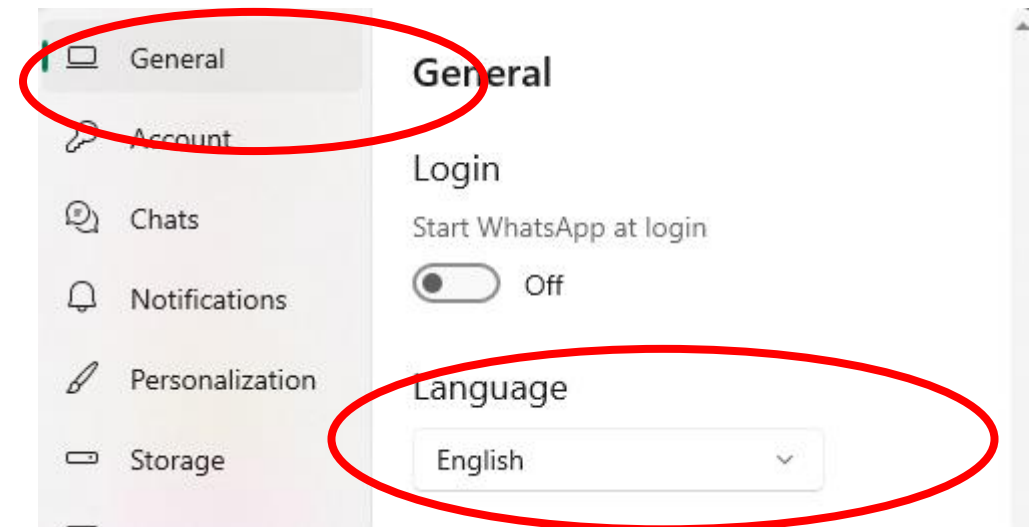 General
Account
Chats
Notifications
Personalization
Storage
General
Login
Start WhatsApp at login
Off
Language
English